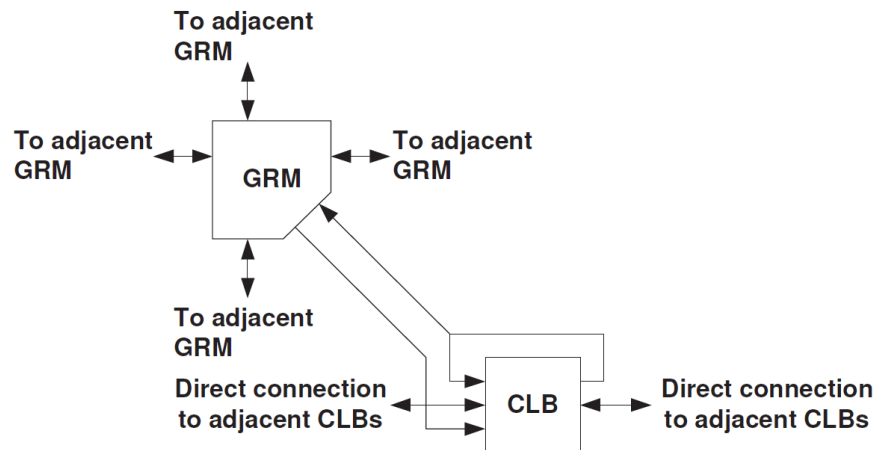 To adjacent
GRM
To adjacent
GRM
GRM
To adjacent
GRM
To adjacent
GRM
Direct connection
to adjacent CLBs
CLB
Direct connection
to adjacent CLBs